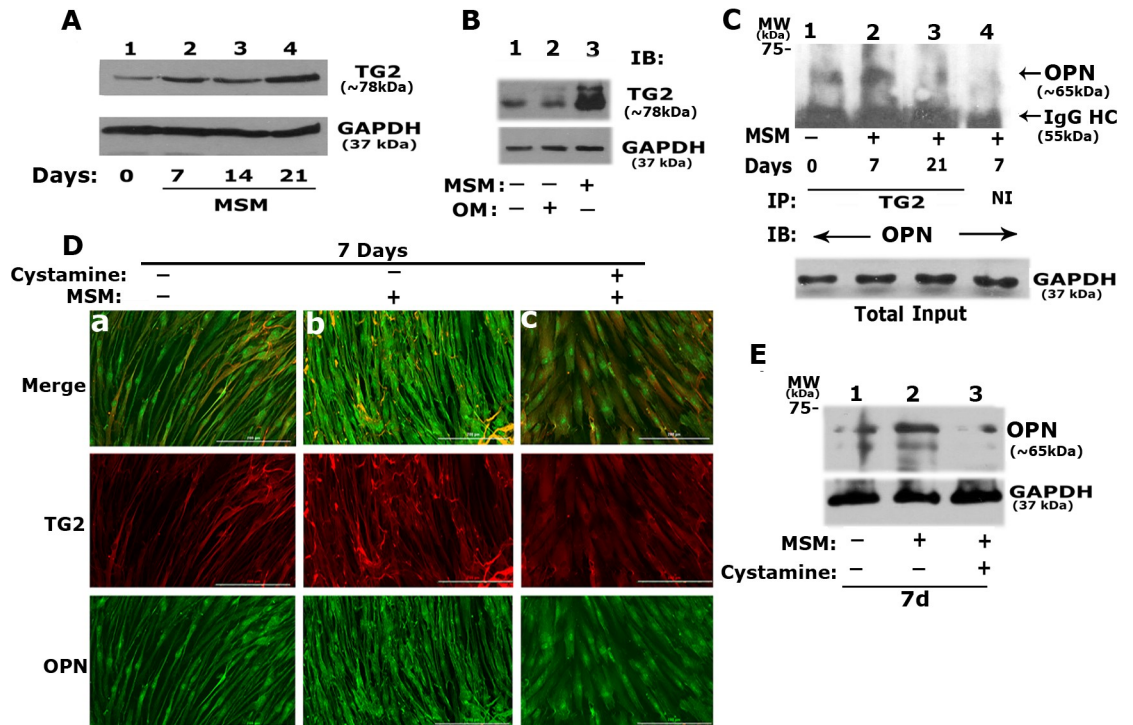 A
1 2 3 4
TG2
(~78kDa)
GAPDH
(37 kDa)
Days: 0 7 14 21
MSM
B
1 2 3
IB:
TG2
(~78kDa)
GAPDH
(37 kDa)
MSM: − − +
OM: − + −
C
MW
(kDa)
1 2 3 4
75-
←OPN
(~65kDa)
←IgG HC
(55kDa)
MSM − + + +
Days 0 7 21 7
IP: TG2 NI
IB: ← OPN →
GAPDH
(37 kDa)
Total Input
D
7 Days
Cystamine: − − +
MSM: − + +
a b c
Merge
TG2
OPN
E
MW
(kDa)
1 2 3
75-
OPN
(~65kDa)
GAPDH
(37 kDa)
MSM: − + +
Cystamine: − − +
7d